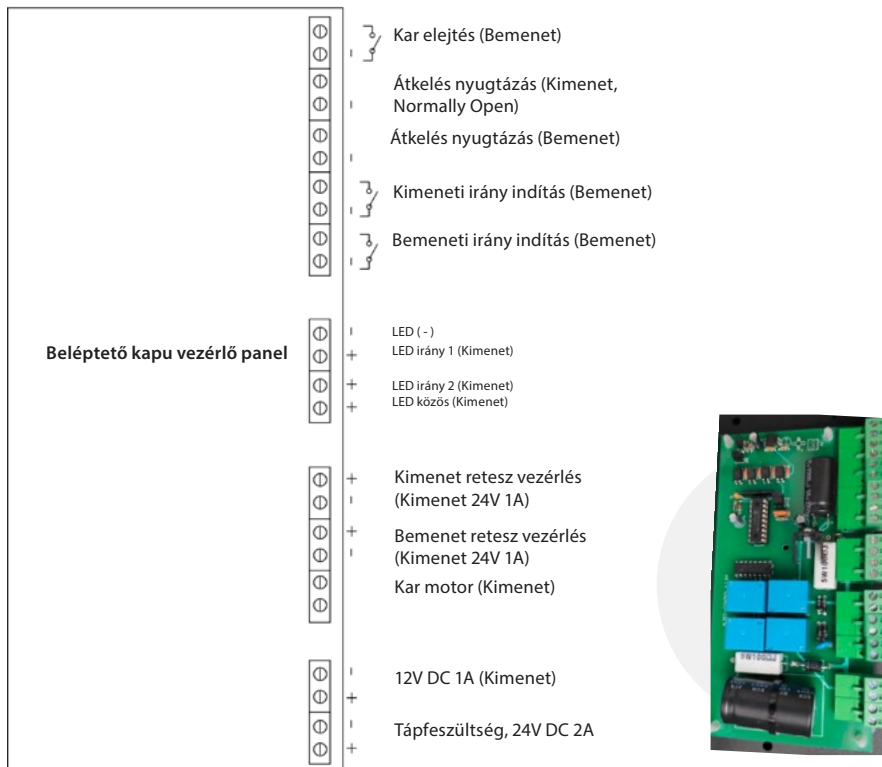 Kar elejtés (Bemenet)
Átkelés nyugtázás (Kimenet,
Normally Open)
Átkelés nyugtázás (Bemenet)
Kimeneti irány indítás (Bemenet)
Bemeneti irány indítás (Bemenet)
Beléptető kapu vezérlő panel
LED ( - )
LED irány 1 (Kimenet)
LED irány 2 (Kimenet)
LED közös (Kimenet)
Kimenet retesz vezérlés
(Kimenet 24V 1A)
Bemenet retesz vezérlés
(Kimenet 24V 1A)
Kar motor (Kimenet)
12V DC 1A (Kimenet)
Tápfeszültség, 24V DC 2A